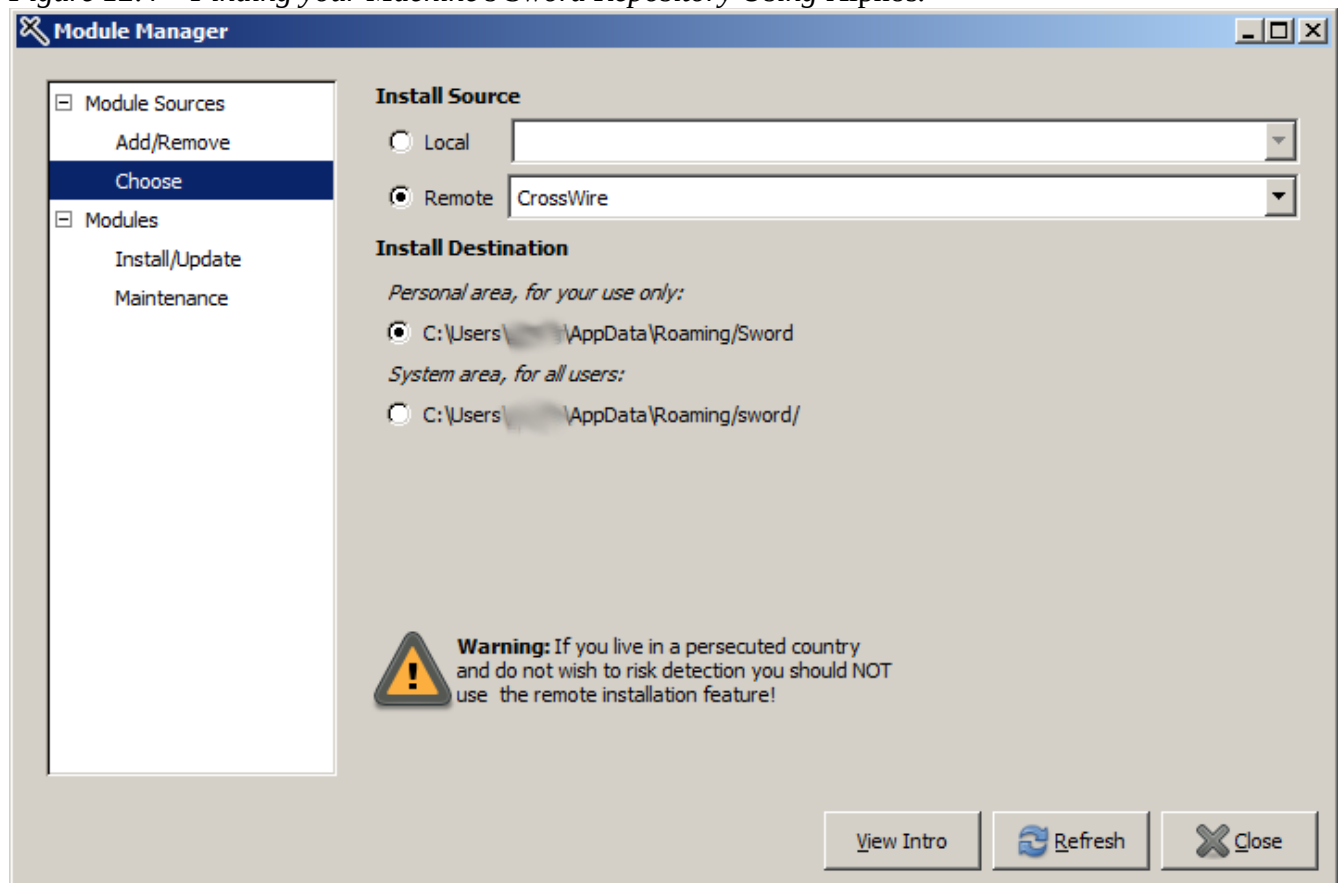 Module Manager
Module Sources
Add/Remove
Choose
Modules
Install/Update
Maintenance
Install Source
Local
Remote CrossWire
Install Destination
Personal area, for your use only:
C:\Users\ \AppData\Roaming/Sword
System area, for all users:
C:\Users\ \AppData\Roaming/sword/
Warning: If you live in a persecuted country
and do not wish to risk detection you should NOT
use the remote installation feature!
View Intro
Refresh
Close